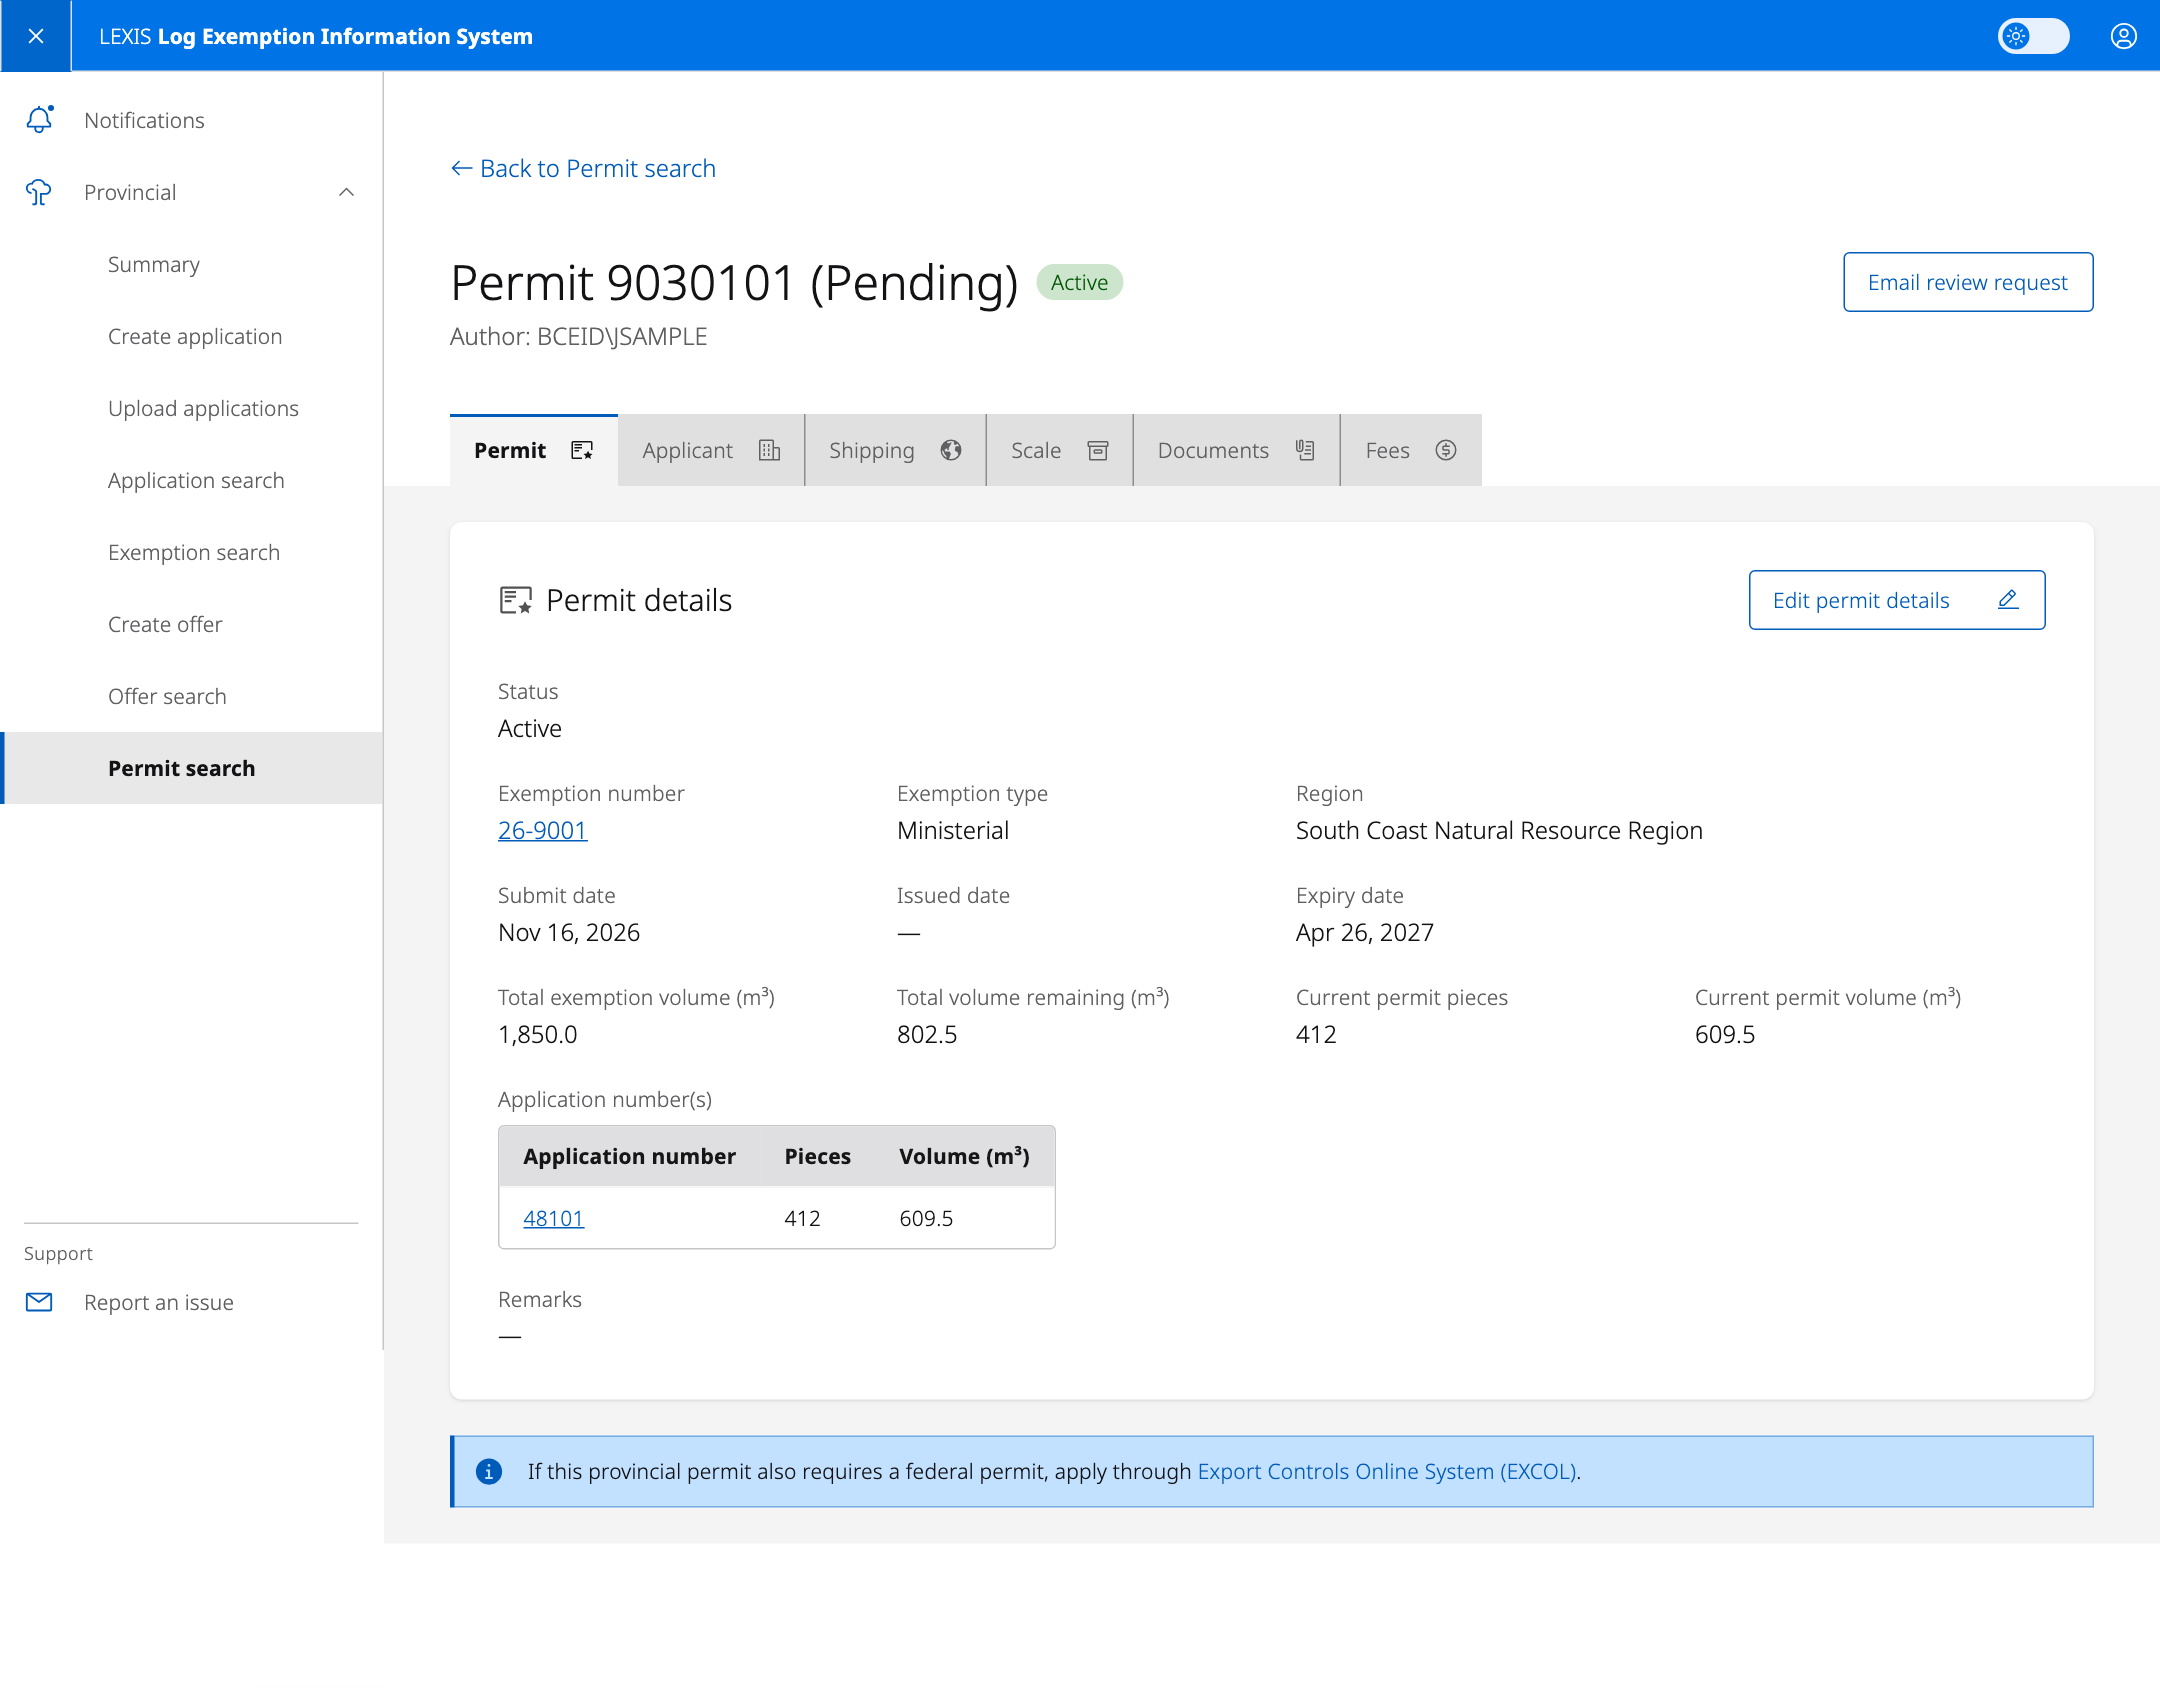 LEXIS Log Exemption Information System
Notifications
Provincial
Summary
Create application
Upload applications
Application search
Exemption search
Create offer
Offer search
Permit search
Support
Report an issue
← Back to Permit search
Permit 9030101 (Pending) Active
Email review request
Author: BCEID\JSAMPLE
Permit Applicant Shipping Scale Documents Fees
Permit details
Edit permit details
Status
Active
Exemption number Exemption type Region
26-9001 Ministerial South Coast Natural Resource Region
Submit date Issued date Expiry date
Nov 16, 2026 — Apr 26, 2027
Total exemption volume (m³) Total volume remaining (m³) Current permit pieces Current permit volume (m³)
1,850.0 802.5 412 609.5
Application number(s)
Application number Pieces Volume (m³)
48101 412 609.5
Remarks
—
If this provincial permit also requires a federal permit, apply through Export Controls Online System (EXCOL).